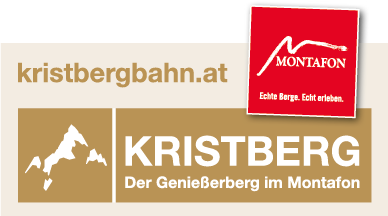 kristbergbahn.at
MONTAFON
Echte Berge. Echt erleben.
KRISTBERG
Der Genießerberg im Montafon